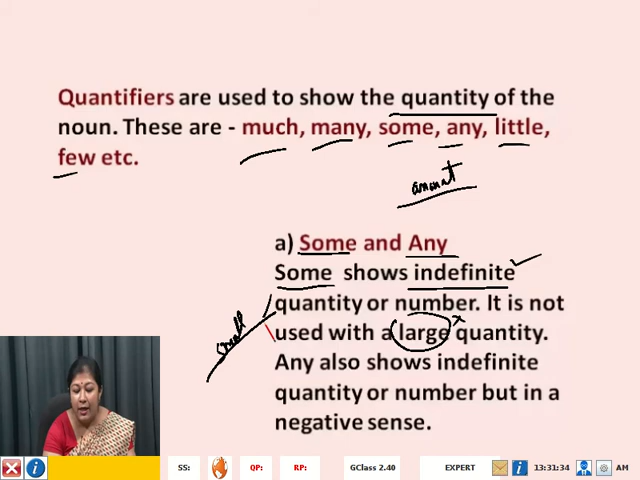 Quantifiers are used to show the quantity of the
noun. These are - much, many, some, any, little,
few etc.
amount
a) Some and Any
Some shows indefinite
quantity or number. It is not
used with a large quantity.
small
Any also shows indefinite
quantity or number but in a
negative sense.
SS: QP: RP: GClass 2.40 EXPERT 13:31:34 AM